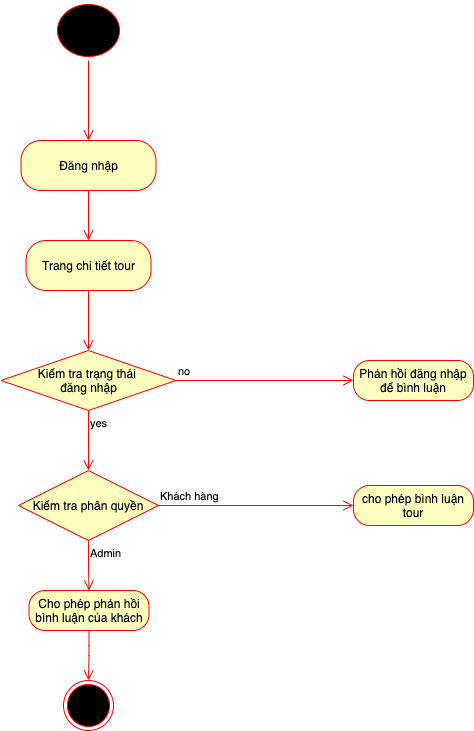 Đăng nhập
Trang chi tiết tour
Kiểm tra trạng thái
đăng nhập
no
Phản hồi đăng nhập
để bình luận
yes
Kiểm tra phân quyền
Khách hàng
cho phép bình luận
tour
Admin
Cho phép phản hồi
bình luận của khách